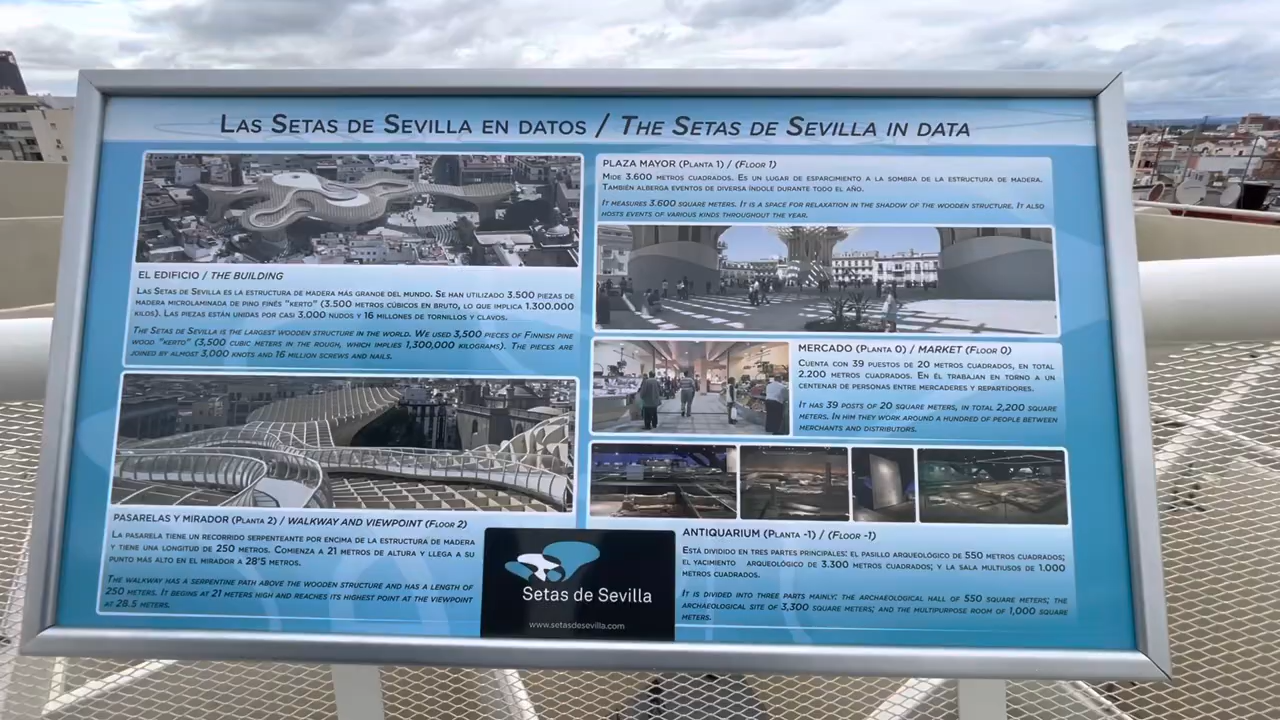 LAS SETAS DE SEVILLA EN DATOS / THE SETAS DE SEVILLA IN DATA
EL EDIFICIO / THE BUILDING
LAS SETAS DE SEVILLA ES LA ESTRUCTURA DE MADERA MÁS GRANDE DEL MUNDO. SE HAN UTILIZADO 3.500 PIEZAS DE
MADERA MICROLAMINADA DE PINO FINÉS "KERTO" (3.500 METROS CÚBICOS EN BRUTO, LO QUE IMPLICA 1.300.000
KILOS). LAS PIEZAS ESTÁN UNIDAS POR CASI 3.000 NUDOS Y 16 MILLONES DE TORNILLOS Y CLAVOS.
THE SETAS DE SEVILLA IS THE LARGEST WOODEN STRUCTURE IN THE WORLD. WE USED 3,500 PIECES OF FINNISH PINE
WOOD "KERTO" (3,500 CUBIC METERS IN THE ROUGH, WHICH IMPLIES 1,300,000 KILOGRAMS). THE PIECES ARE
JOINED BY ALMOST 3,000 KNOTS AND 16 MILLION SCREWS AND NAILS.
PASARELAS Y MIRADOR (PLANTA 2) / WALKWAY AND VIEWPOINT (FLOOR 2)
LA PASARELA TIENE UN RECORRIDO SERPENTEANTE POR ENCIMA DE LA ESTRUCTURA DE MADERA
Y TIENE UNA LONGITUD DE 250 METROS. COMIENZA A 21 METROS DE ALTURA Y LLEGA A SU
PUNTO MÁS ALTO EN EL MIRADOR A 28'5 METROS.
THE WALKWAY HAS A SERPENTINE PATH ABOVE THE WOODEN STRUCTURE AND HAS A LENGTH OF
250 METERS. IT BEGINS AT 21 METERS HIGH AND REACHES ITS HIGHEST POINT AT THE VIEWPOINT
AT 28.5 METERS.
PLAZA MAYOR (PLANTA 1) / (FLOOR 1)
MIDE 3.600 METROS CUADRADOS. ES UN LUGAR DE ESPARCIMIENTO A LA SOMBRA DE LA ESTRUCTURA DE MADERA.
TAMBIÉN ALBERGA EVENTOS DE DIVERSA ÍNDOLE DURANTE TODO EL AÑO.
IT MEASURES 3.600 SQUARE METERS. IT IS A SPACE FOR RELAXATION IN THE SHADOW OF THE WOODEN STRUCTURE. IT ALSO
HOSTS EVENTS OF VARIOUS KINDS THROUGHOUT THE YEAR.
MERCADO (PLANTA 0) / MARKET (FLOOR 0)
CUENTA CON 39 PUESTOS DE 20 METROS CUADRADOS, EN TOTAL
2.200 METROS CUADRADOS. EN ÉL TRABAJAN EN TORNO A UN
CENTENAR DE PERSONAS ENTRE MERCADERES Y REPARTIDORES.
IT HAS 39 POSTS OF 20 SQUARE METERS, IN TOTAL 2,200 SQUARE
METERS. IN HIM THEY WORK AROUND A HUNDRED OF PEOPLE BETWEEN
MERCHANTS AND DISTRIBUTORS.
ANTIQUARIUM (PLANTA -1) / (FLOOR -1)
ESTÁ DIVIDIDO EN TRES PARTES PRINCIPALES: EL PASILLO ARQUEOLÓGICO DE 550 METROS CUADRADOS;
EL YACIMIENTO ARQUEOLÓGICO DE 3.300 METROS CUADRADOS; Y LA SALA MULTIUSOS DE 1.000
METROS CUADRADOS.
IT IS DIVIDED INTO THREE PARTS MAINLY: THE ARCHAEOLOGICAL HALL OF 550 SQUARE METERS; THE
ARCHAEOLOGICAL SITE OF 3,300 SQUARE METERS; AND THE MULTIPURPOSE ROOM OF 1,000 SQUARE
METERS.
Setas de Sevilla
www.setasdesevilla.com